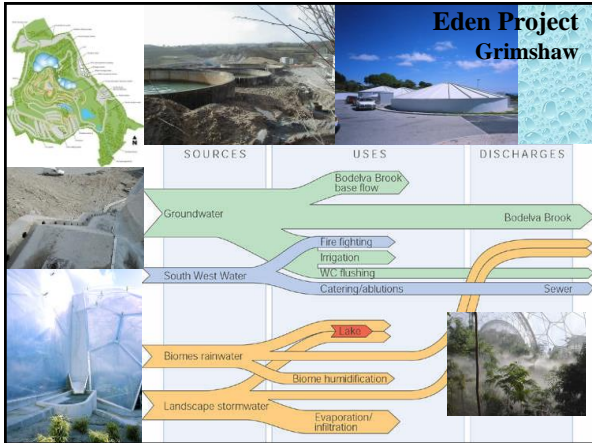 Eden Project
Grimshaw
SOURCES
USES
DISCHARGES
Bodelva Brook
base flow
Groundwater
Bodelva Brook
Fire fighting
Irrigation
South West Water
WC flushing
Catering/ablutions
Sewer
Lake
Biomes rainwater
Biome humidification
Landscape stormwater
Evaporation/
infiltration